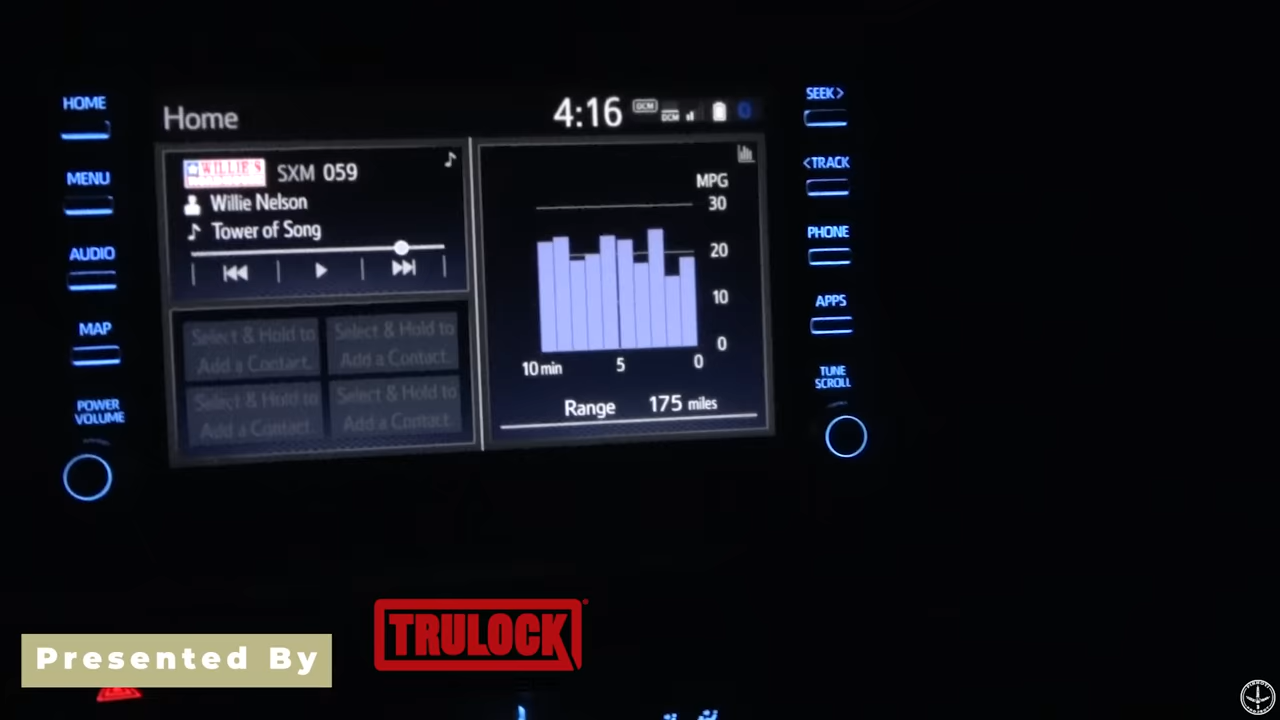 HOME
MENU
AUDIO
MAP
POWER
VOLUME
Home
4:16
DCM
DCM
WILLIE'S
SXM 059
Willie Nelson
Tower of Song
Select & Hold to
Add a Contact.
Select & Hold to
Add a Contact.
Select & Hold to
Add a Contact.
Select & Hold to
Add a Contact.
MPG
30
20
10
0
10 min
5
0
Range 175 miles
SEEK>
<TRACK
PHONE
APPS
TUNE
SCROLL
Presented By
TRULOCK